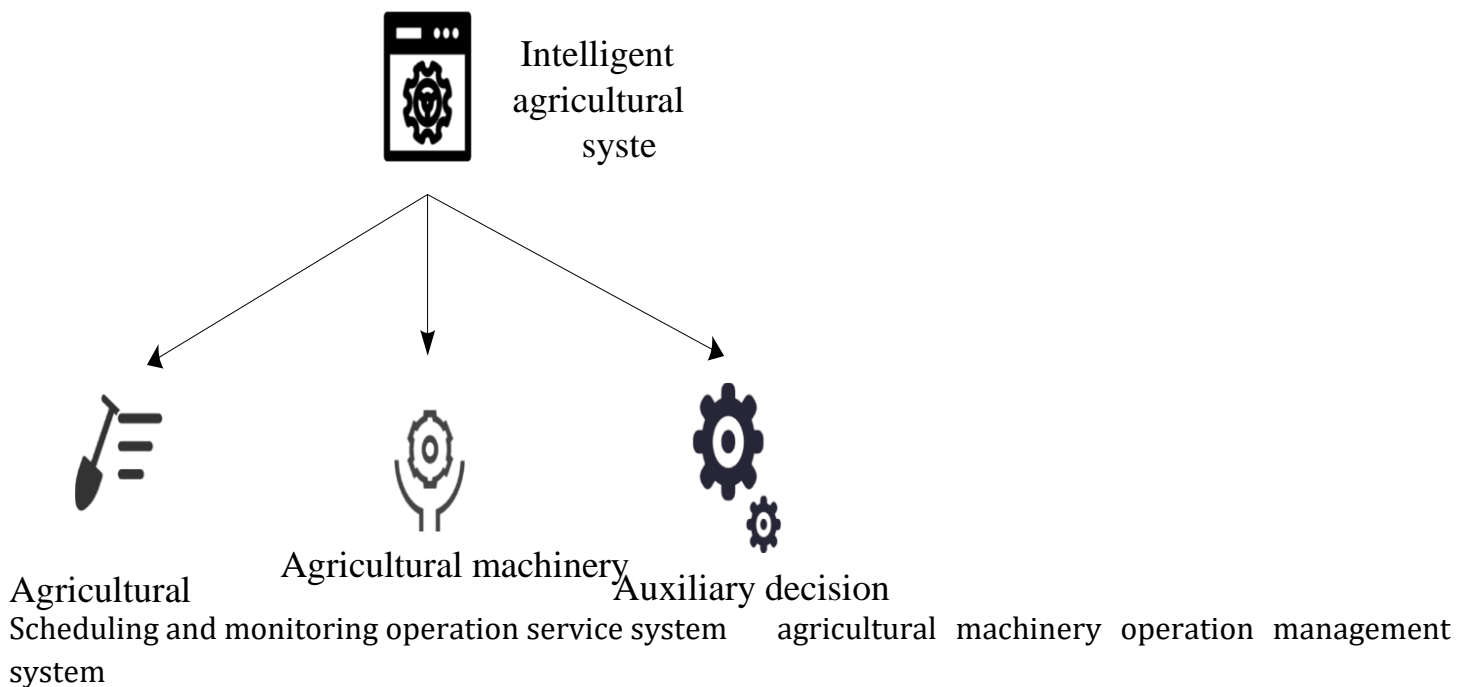 Intelligent
agricultural
syste
Agricultural machinery
Agricultural
Auxiliary decision
Scheduling and monitoring operation service system agricultural machinery operation management
system